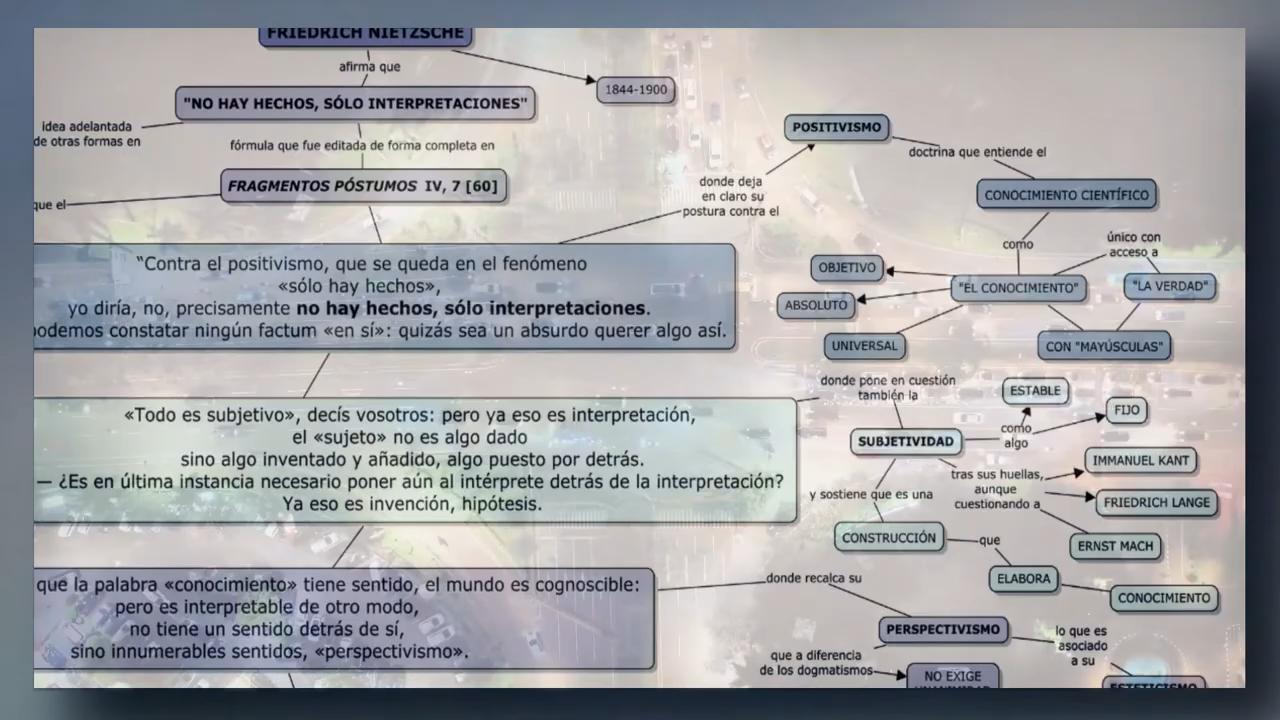 FRIEDRICH NIETZSCHE
afirma que
1844-1900
"NO HAY HECHOS, SÓLO INTERPRETACIONES"
idea adelantada
de otras formas en
fórmula que fue editada de forma completa en
FRAGMENTOS PÓSTUMOS IV, 7 [60]
que el
donde deja
en claro su
postura contra el
POSITIVISMO
doctrina que entiende el
CONOCIMIENTO CIENTÍFICO
como
único con
acceso a
OBJETIVO
ABSOLUTO
"EL CONOCIMIENTO"
"LA VERDAD"
UNIVERSAL
CON "MAYÚSCULAS"
"Contra el positivismo, que se queda en el fenómeno
«sólo hay hechos»,
yo diría, no, precisamente no hay hechos, sólo interpretaciones.
podemos constatar ningún factum «en sí»: quizás sea un absurdo querer algo así.
donde pone en cuestión
también la
ESTABLE
FIJO
como
algo
SUBJETIVIDAD
«Todo es subjetivo», decís vosotros: pero ya eso es interpretación,
el «sujeto» no es algo dado
sino algo inventado y añadido, algo puesto por detrás.
— ¿Es en última instancia necesario poner aún al intérprete detrás de la interpretación?
Ya eso es invención, hipótesis.
tras sus huellas,
aunque
cuestionando a
IMMANUEL KANT
FRIEDRICH LANGE
ERNST MACH
y sostiene que es una
CONSTRUCCIÓN
que
ELABORA
CONOCIMIENTO
que la palabra «conocimiento» tiene sentido, el mundo es cognoscible:
pero es interpretable de otro modo,
no tiene un sentido detrás de sí,
sino innumerables sentidos, «perspectivismo».
donde recalca su
PERSPECTIVISMO
lo que es
asociado
a su
que a diferencia
de los dogmatismos
NO EXIGE